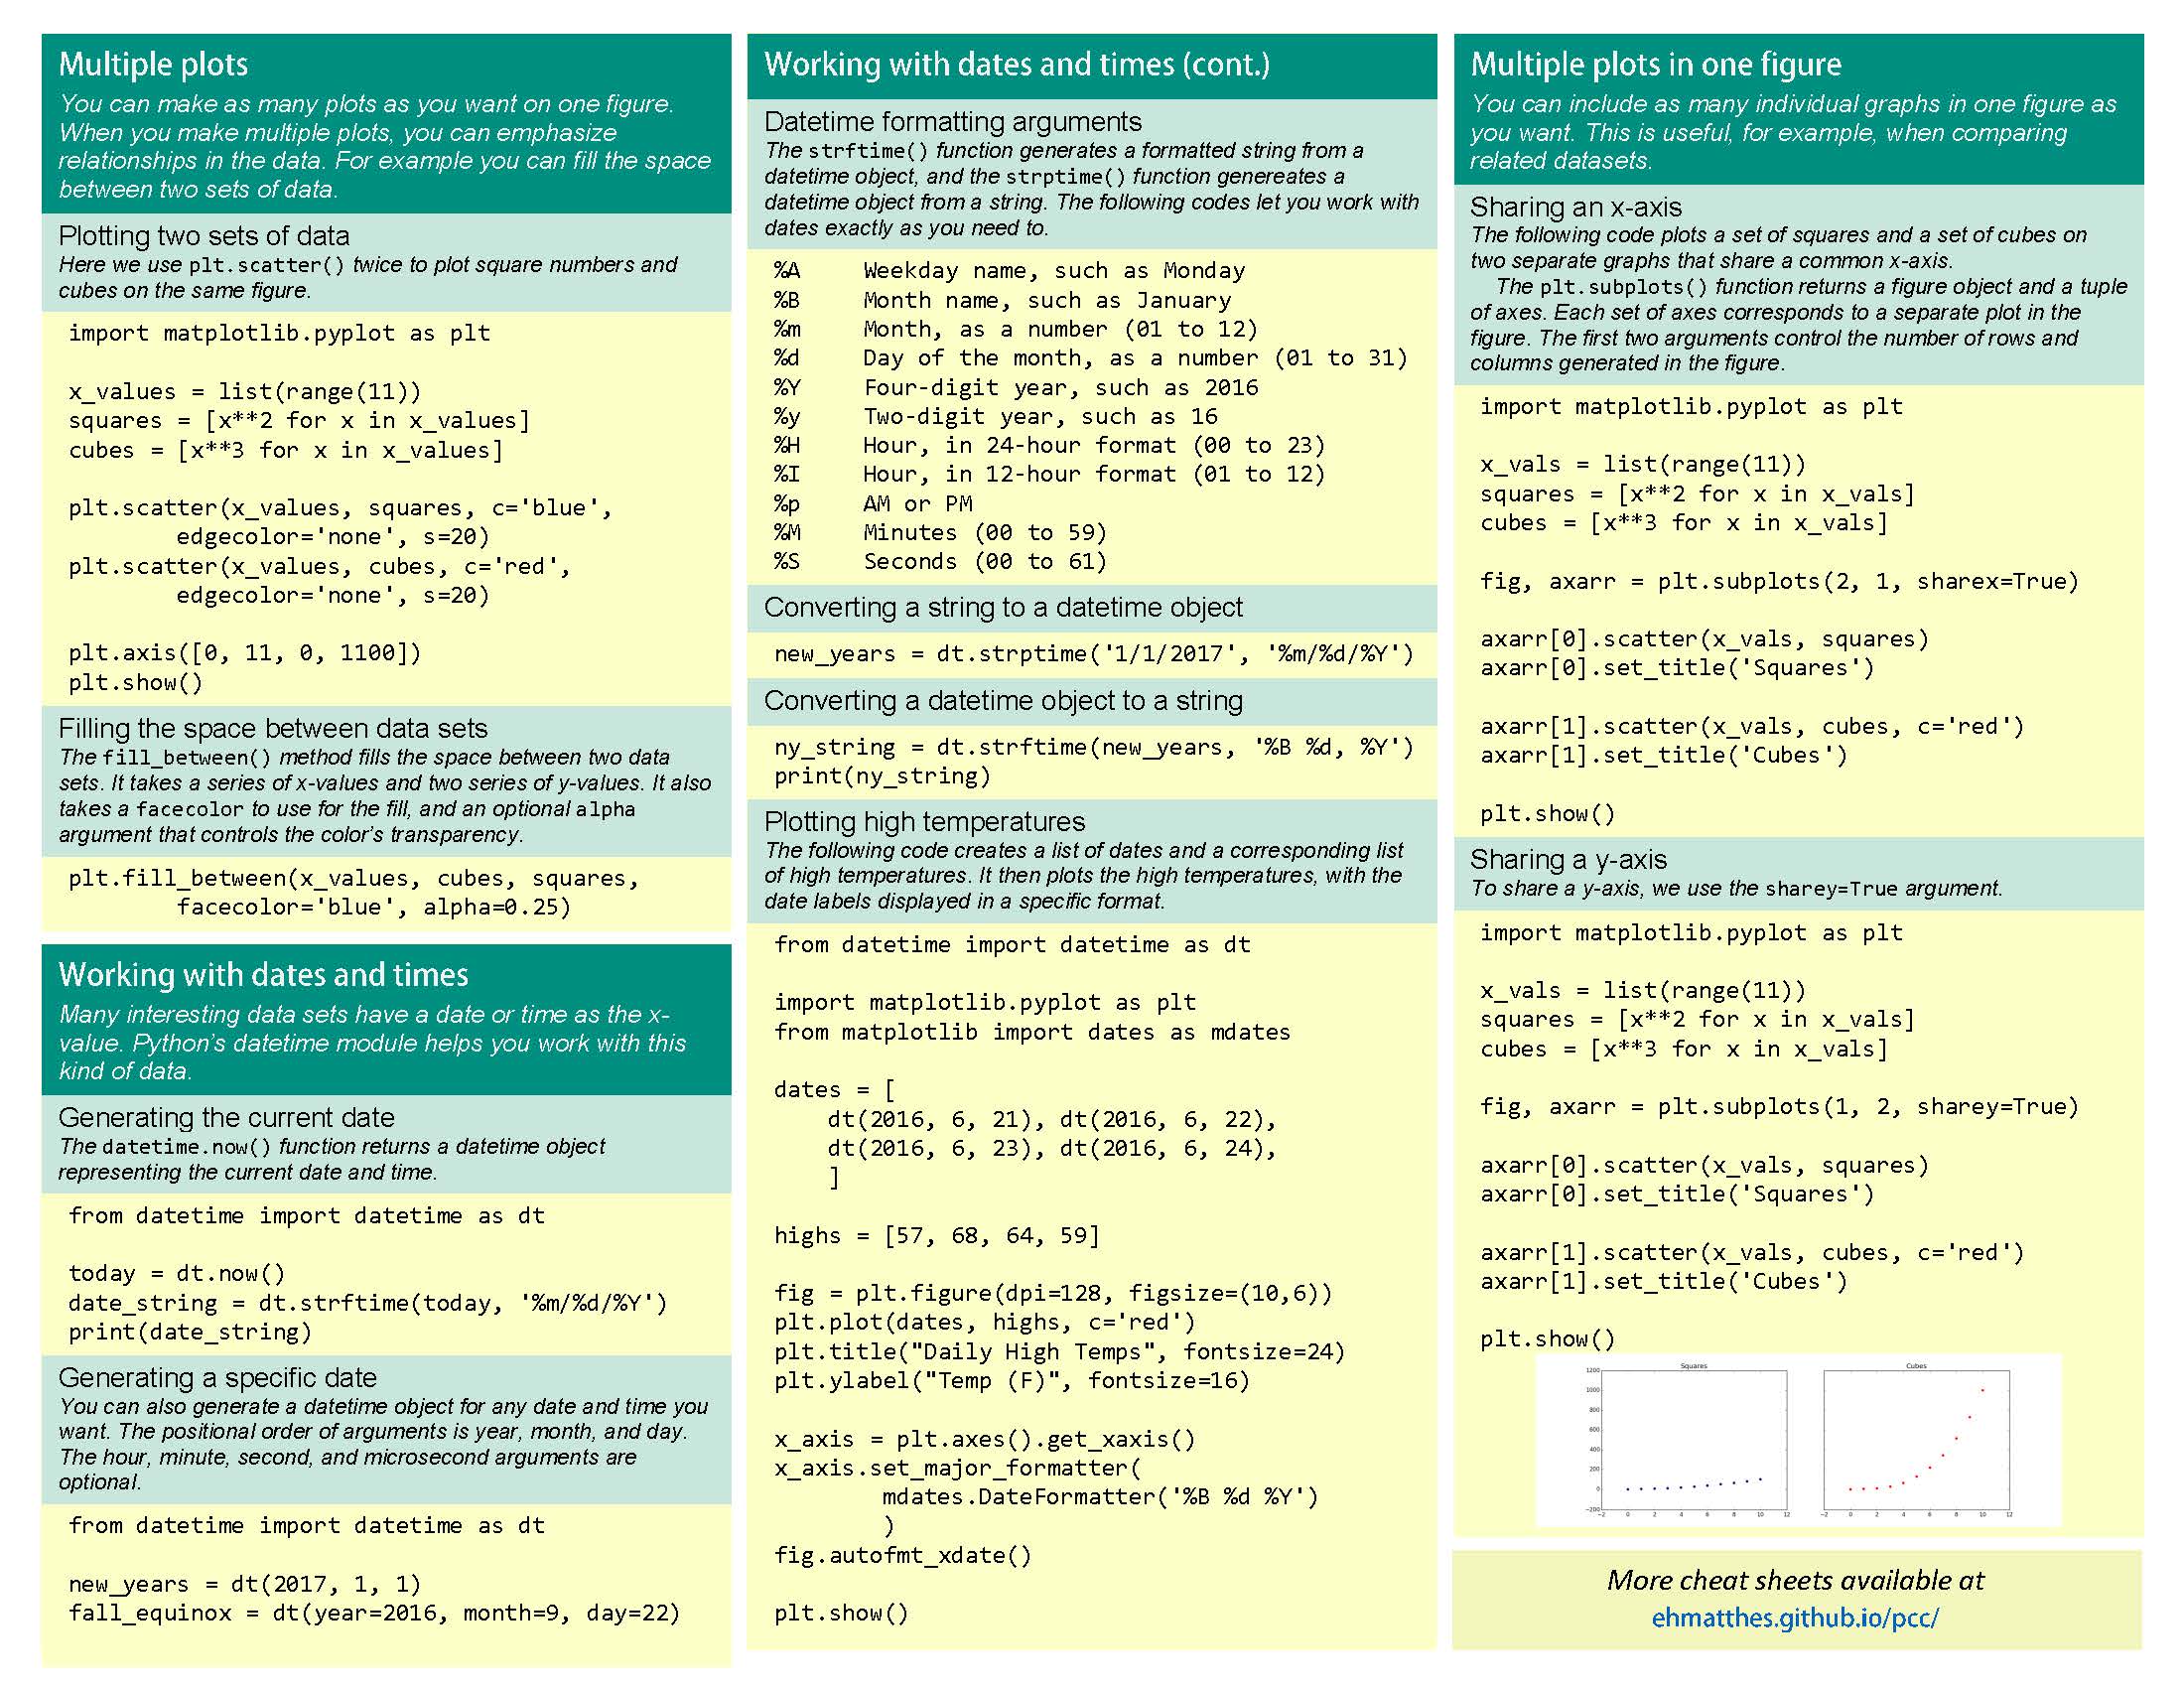 Multiple plots
You can make as many plots as you want on one figure.
When you make multiple plots, you can emphasize
relationships in the data. For example you can fill the space
between two sets of data.
Plotting two sets of data
Here we use plt.scatter() twice to plot square numbers and
cubes on the same figure.
import matplotlib.pyplot as plt
x_values = list(range(11))
squares = [x**2 for x in x_values]
cubes = [x**3 for x in x_values]
plt.scatter(x_values, squares, c='blue',
        edgecolor='none', s=20)
plt.scatter(x_values, cubes, c='red',
        edgecolor='none', s=20)
plt.axis([0, 11, 0, 1100])
plt.show()
Filling the space between data sets
The fill_between() method fills the space between two data
sets. It takes a series of x-values and two series of y-values. It also
takes a facecolor to use for the fill, and an optional alpha
argument that controls the color's transparency.
plt.fill_between(x_values, cubes, squares,
        facecolor='blue', alpha=0.25)
Working with dates and times
Many interesting data sets have a date or time as the x-
value. Python's datetime module helps you work with this
kind of data.
Generating the current date
The datetime.now() function returns a datetime object
representing the current date and time.
from datetime import datetime as dt
today = dt.now()
date_string = dt.strftime(today, '%m/%d/%Y')
print(date_string)
Generating a specific date
You can also generate a datetime object for any date and time you
want. The positional order of arguments is year, month, and day.
The hour, minute, second, and microsecond arguments are
optional.
from datetime import datetime as dt
new_years = dt(2017, 1, 1)
fall_equinox = dt(year=2016, month=9, day=22)
Working with dates and times (cont.)
Datetime formatting arguments
The strftime() function generates a formatted string from a
datetime object, and the strptime() function genereates a
datetime object from a string. The following codes let you work with
dates exactly as you need to.
%A Weekday name, such as Monday
%B Month name, such as January
%m Month, as a number (01 to 12)
%d Day of the month, as a number (01 to 31)
%Y Four-digit year, such as 2016
%y Two-digit year, such as 16
%H Hour, in 24-hour format (00 to 23)
%I Hour, in 12-hour format (01 to 12)
%p AM or PM
%M Minutes (00 to 59)
%S Seconds (00 to 61)
Converting a string to a datetime object
new_years = dt.strptime('1/1/2017', '%m/%d/%Y')
Converting a datetime object to a string
ny_string = dt.strftime(new_years, '%B %d, %Y')
print(ny_string)
Plotting high temperatures
The following code creates a list of dates and a corresponding list
of high temperatures. It then plots the high temperatures, with the
date labels displayed in a specific format.
from datetime import datetime as dt
import matplotlib.pyplot as plt
from matplotlib import dates as mdates
dates = [
    dt(2016, 6, 21), dt(2016, 6, 22),
    dt(2016, 6, 23), dt(2016, 6, 24),
    ]
highs = [57, 68, 64, 59]
fig = plt.figure(dpi=128, figsize=(10,6))
plt.plot(dates, highs, c='red')
plt.title("Daily High Temps", fontsize=24)
plt.ylabel("Temp (F)", fontsize=16)
x_axis = plt.axes().get_xaxis()
x_axis.set_major_formatter(
        mdates.DateFormatter('%B %d %Y')
        )
fig.autofmt_xdate()
plt.show()
Multiple plots in one figure
You can include as many individual graphs in one figure as
you want. This is useful, for example, when comparing
related datasets.
Sharing an x-axis
The following code plots a set of squares and a set of cubes on
two separate graphs that share a common x-axis.
The plt.subplots() function returns a figure object and a tuple
of axes. Each set of axes corresponds to a separate plot in the
figure. The first two arguments control the number of rows and
columns generated in the figure.
import matplotlib.pyplot as plt
x_vals = list(range(11))
squares = [x**2 for x in x_vals]
cubes = [x**3 for x in x_vals]
fig, axarr = plt.subplots(2, 1, sharex=True)
axarr[0].scatter(x_vals, squares)
axarr[0].set_title('Squares')
axarr[1].scatter(x_vals, cubes, c='red')
axarr[1].set_title('Cubes')
plt.show()
Sharing a y-axis
To share a y-axis, we use the sharey=True argument.
import matplotlib.pyplot as plt
x_vals = list(range(11))
squares = [x**2 for x in x_vals]
cubes = [x**3 for x in x_vals]
fig, axarr = plt.subplots(1, 2, sharey=True)
axarr[0].scatter(x_vals, squares)
axarr[0].set_title('Squares')
axarr[1].scatter(x_vals, cubes, c='red')
axarr[1].set_title('Cubes')
plt.show()
Squares Cubes
1200
1000
800
600
400
200
0
−200
−2 0 2 4 6 8 10 12 −2 0 2 4 6 8 10 12
More cheat sheets available at
ehmatthes.github.io/pcc/